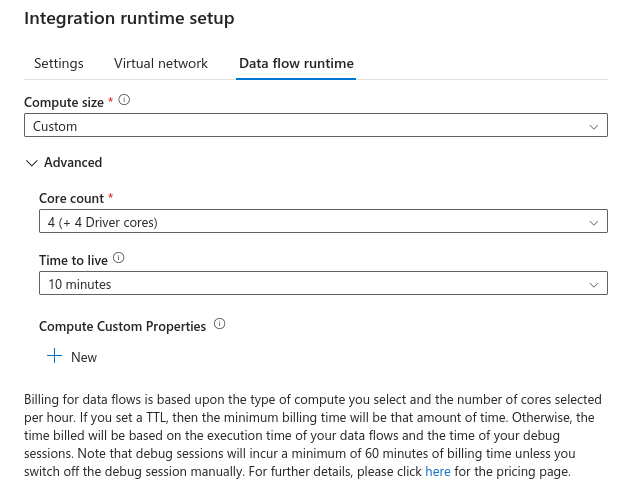 Integration runtime setup
Settings Virtual network Data flow runtime
Compute size *
Custom
Advanced
Core count *
4 (+ 4 Driver cores)
Time to live
10 minutes
Compute Custom Properties
New
Billing for data flows is based upon the type of compute you select and the number of cores selected
per hour. If you set a TTL, then the minimum billing time will be that amount of time. Otherwise, the
time billed will be based on the execution time of your data flows and the time of your debug
sessions. Note that debug sessions will incur a minimum of 60 minutes of billing time unless you
switch off the debug session manually. For further details, please click here for the pricing page.